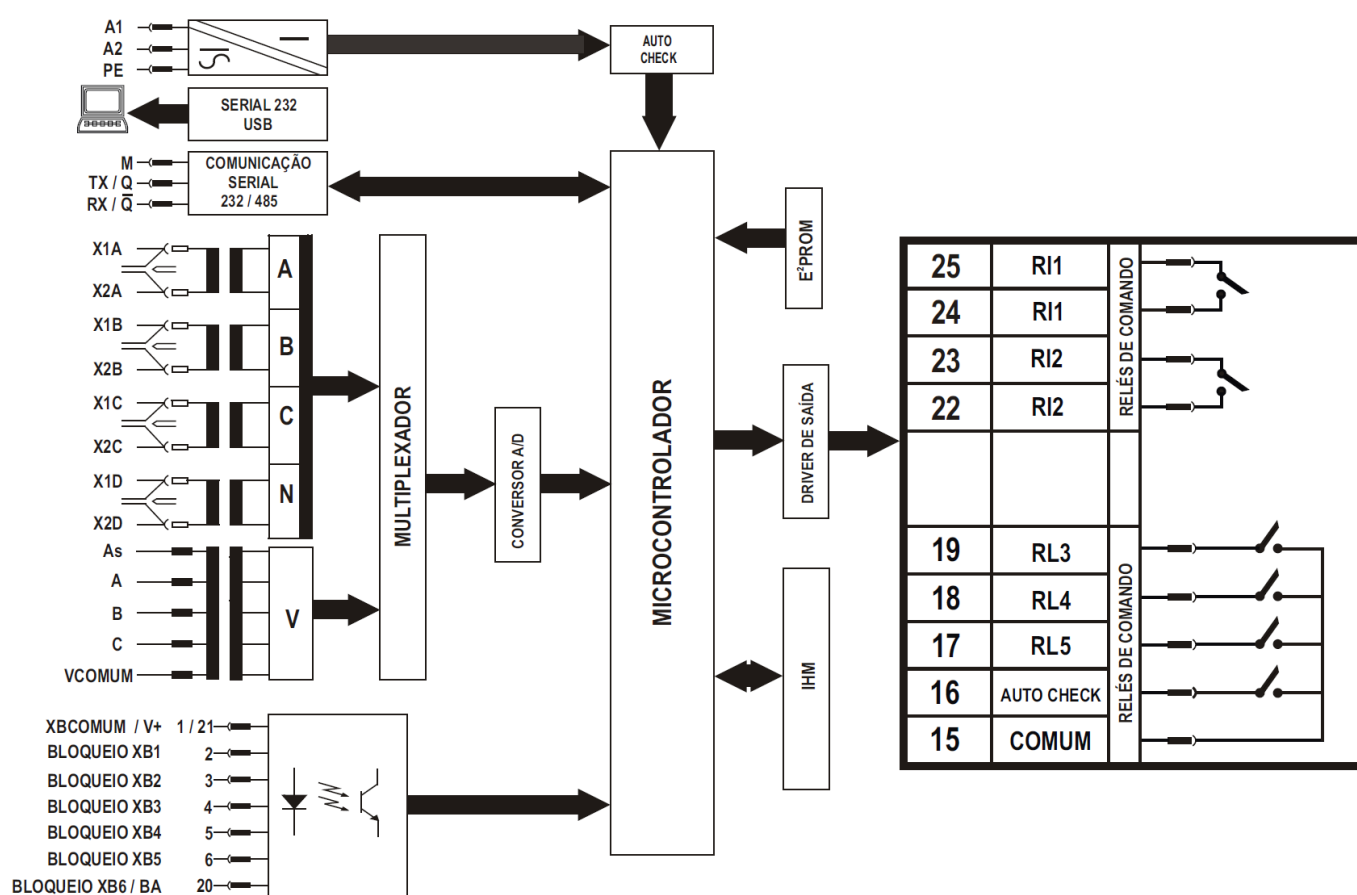 A1
A2
PE
AUTO
CHECK
SERIAL 232
USB
M
TX / Q
RX / Q̅
COMUNICAÇÃO
SERIAL
232 / 485
X1A
X2A
X1B
X2B
X1C
X2C
X1D
X2D
A
B
C
N
As
A
B
C
VCOMUM
V
MULTIPLEXADOR
CONVERSOR A/D
MICROCONTROLADOR
E²PROM
DRIVER DE SAÍDA
IHM
XBCOMUM / V+ 1 / 21
BLOQUEIO XB1 2
BLOQUEIO XB2 3
BLOQUEIO XB3 4
BLOQUEIO XB4 5
BLOQUEIO XB5 6
BLOQUEIO XB6 / BA 20
25 RI1
24 RI1
23 RI2
22 RI2
RELÉS DE COMANDO
19 RL3
18 RL4
17 RL5
16 AUTO CHECK
15 COMUM
RELÉS DE COMANDO